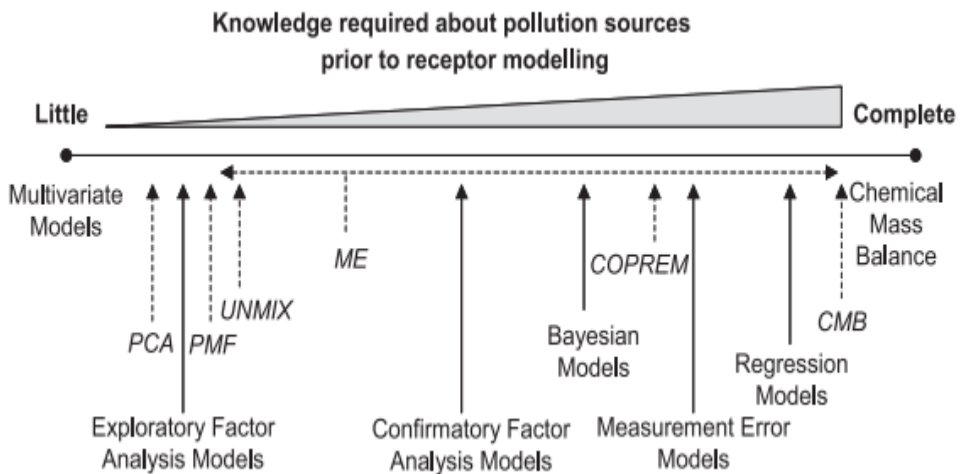 Knowledge required about pollution sources
prior to receptor modelling
Little
Complete
Multivariate
Models
Chemical
Mass
Balance
ME
COPREM
UNMIX
CMB
PCA
PMF
Bayesian
Models
Regression
Models
Exploratory Factor
Analysis Models
Confirmatory Factor
Analysis Models
Measurement Error
Models